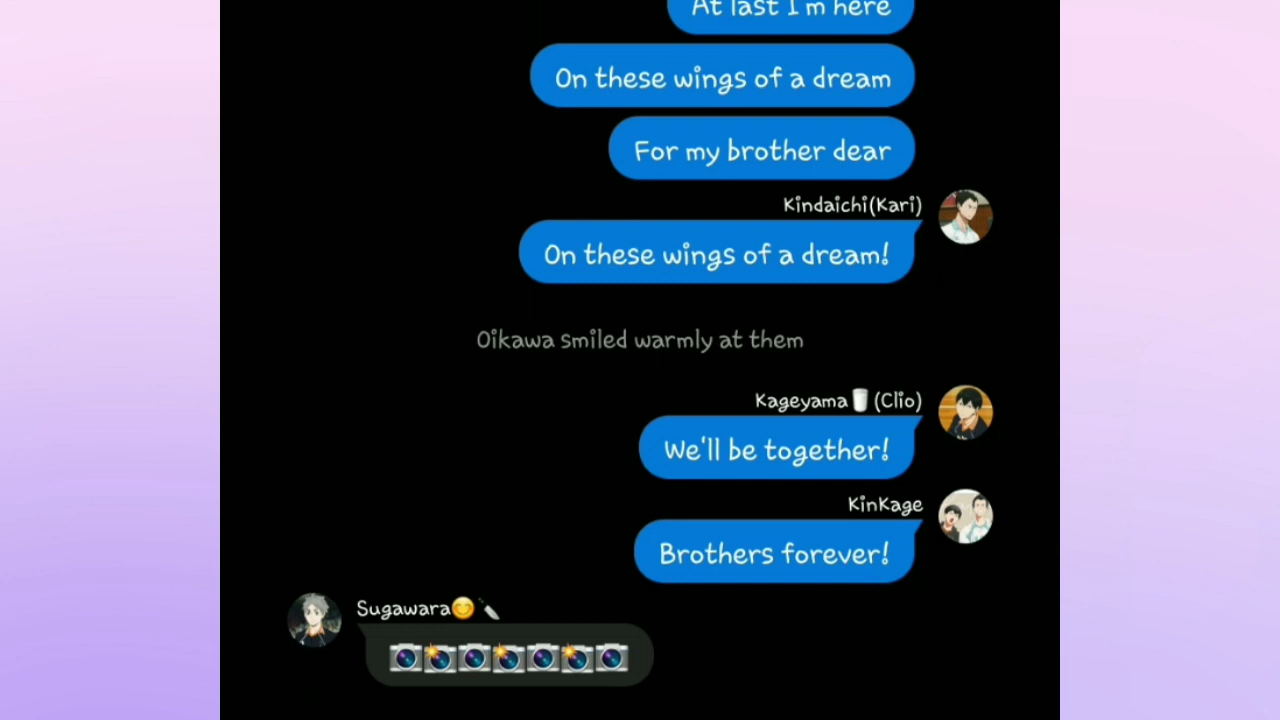 At last I'm here
On these wings of a dream
For my brother dear
Kindaichi(Kari)
On these wings of a dream!
Oikawa smiled warmly at them
Kageyama🥛(Clio)
We'll be together!
KinKage
Brothers forever!
Sugawara😊🔪
📷📸📷📸📷📸📷